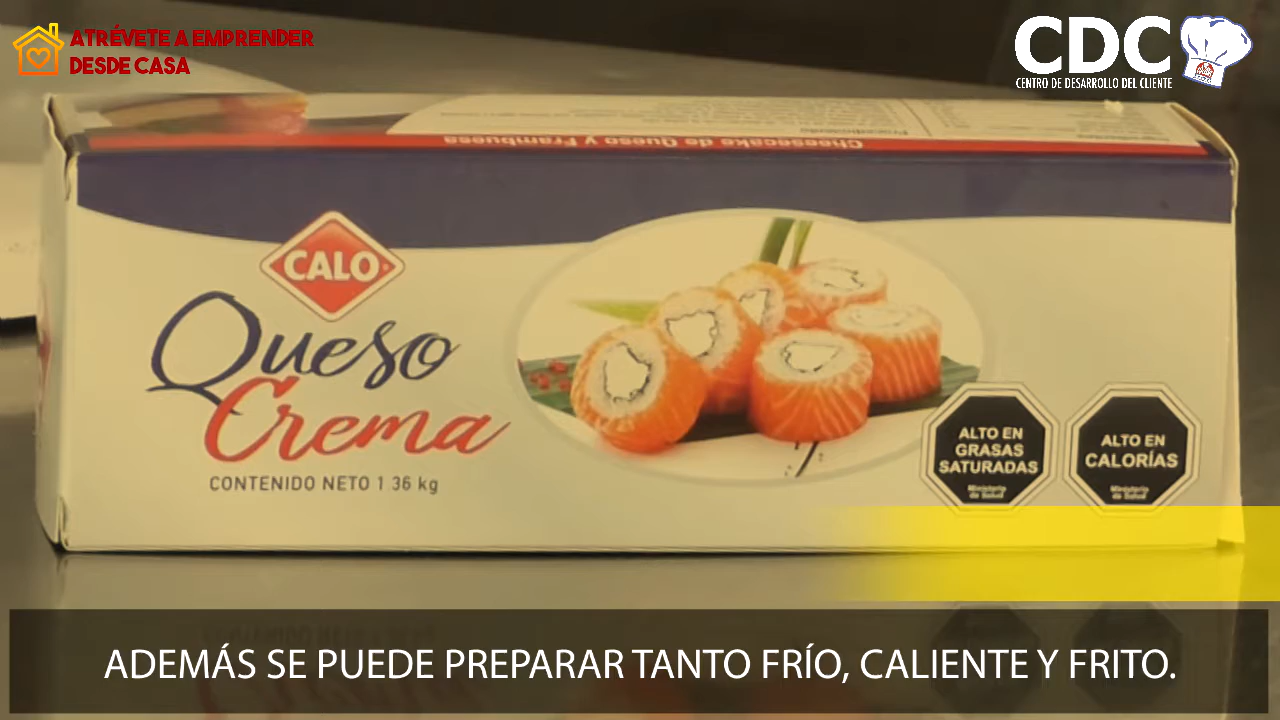 ATRÉVETE A EMPRENDER
DESDE CASA
CDC
CENTRO DE DESARROLLO DEL CLIENTE
Procedimiento
Cheesecake de Queso y Frambuesa
CALO
Queso
Crema
CONTENIDO NETO 1 36 kg
ALTO EN
GRASAS
SATURADAS
Ministerio
de Salud
ALTO EN
CALORÍAS
Ministerio
de Salud
ADEMÁS SE PUEDE PREPARAR TANTO FRÍO, CALIENTE Y FRITO.